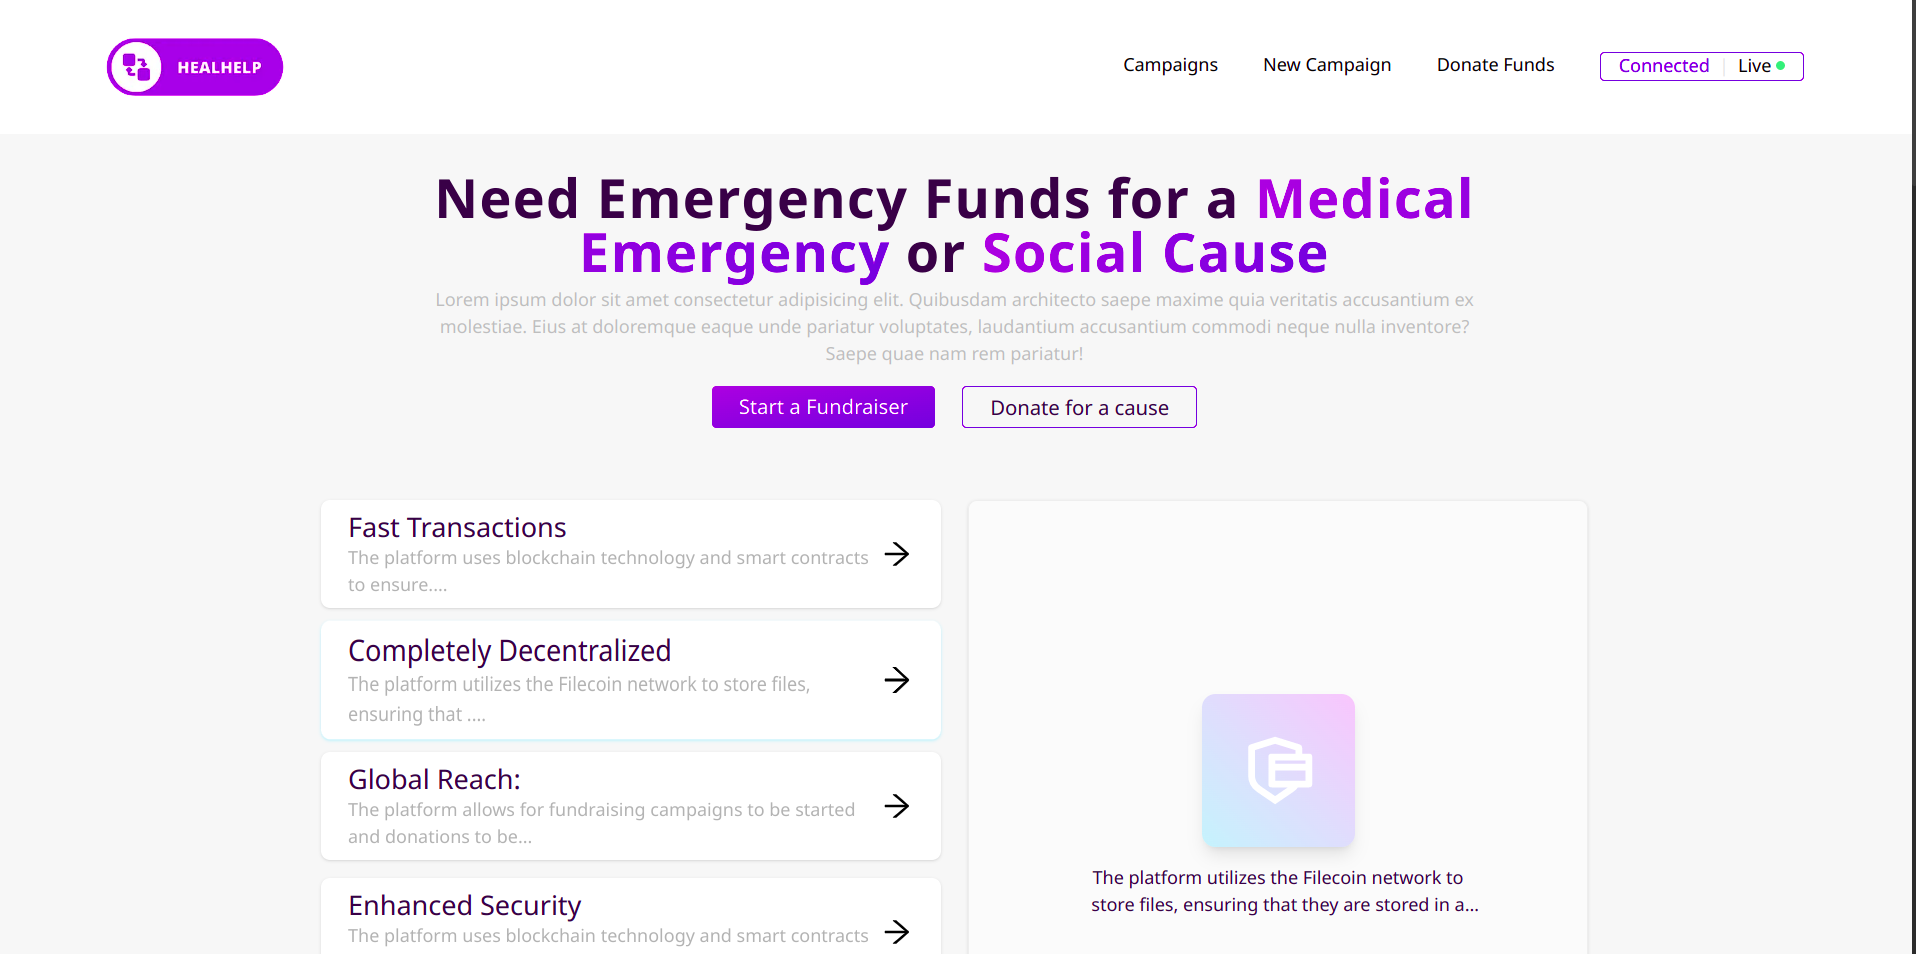 HEALHELP
Campaigns
New Campaign
Donate Funds
Connected
Live
Need Emergency Funds for a Medical
Emergency or Social Cause
Lorem ipsum dolor sit amet consectetur adipisicing elit. Quibusdam architecto saepe maxime quia veritatis accusantium ex
molestiae. Eius at doloremque eaque unde pariatur voluptates, laudantium accusantium commodi neque nulla inventore?
Saepe quae nam rem pariatur!
Start a Fundraiser
Donate for a cause
Fast Transactions
The platform uses blockchain technology and smart contracts
to ensure....
Completely Decentralized
The platform utilizes the Filecoin network to store files,
ensuring that ....
Global Reach:
The platform allows for fundraising campaigns to be started
and donations to be...
Enhanced Security
The platform uses blockchain technology and smart contracts
The platform utilizes the Filecoin network to
store files, ensuring that they are stored in a...